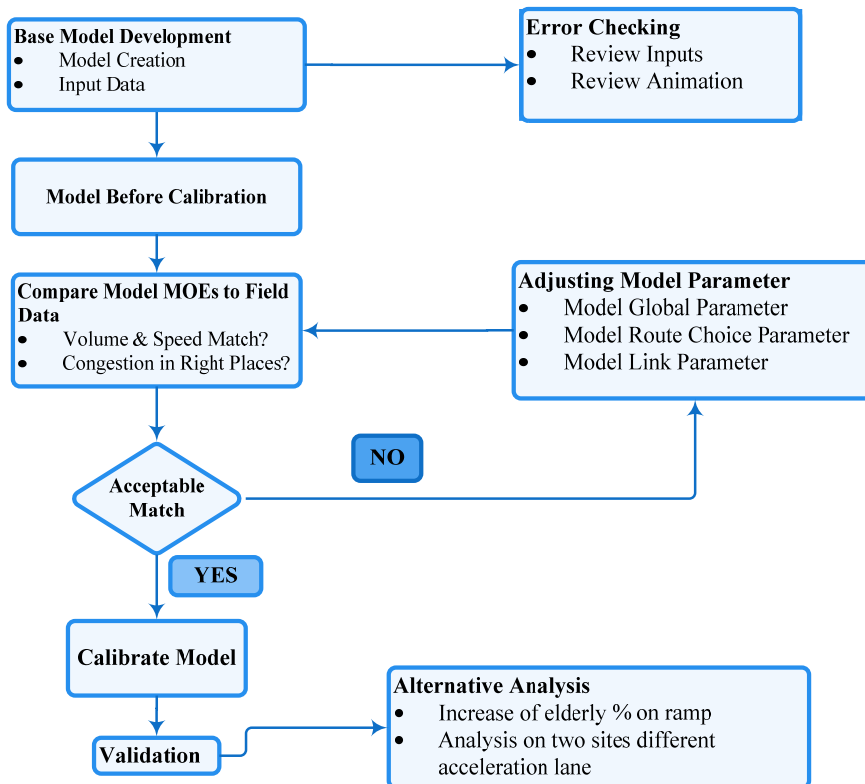 Base Model Development
• Model Creation
• Input Data
Error Checking
• Review Inputs
• Review Animation
Model Before Calibration
Compare Model MOEs to Field
Data
• Volume & Speed Match?
• Congestion in Right Places?
Adjusting Model Parameter
• Model Global Parameter
• Model Route Choice Parameter
• Model Link Parameter
Acceptable
Match
NO
YES
Calibrate Model
Validation
Alternative Analysis
• Increase of elderly % on ramp
• Analysis on two sites different
acceleration lane